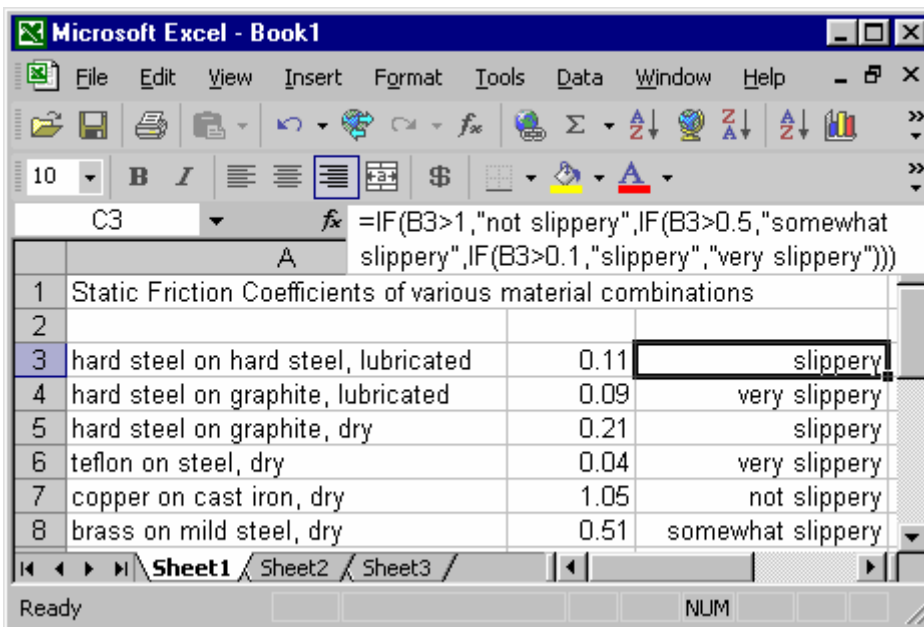 Microsoft Excel - Book1
File Edit View Insert Format Tools Data Window Help
10 B I $ A
C3 fx =IF(B3>1,"not slippery",IF(B3>0.5,"somewhat
slippery",IF(B3>0.1,"slippery","very slippery")))
A
1 Static Friction Coefficients of various material combinations
2
3 hard steel on hard steel, lubricated 0.11 slippery
4 hard steel on graphite, lubricated 0.09 very slippery
5 hard steel on graphite, dry 0.21 slippery
6 teflon on steel, dry 0.04 very slippery
7 copper on cast iron, dry 1.05 not slippery
8 brass on mild steel, dry 0.51 somewhat slippery
Sheet1 Sheet2 Sheet3
Ready NUM